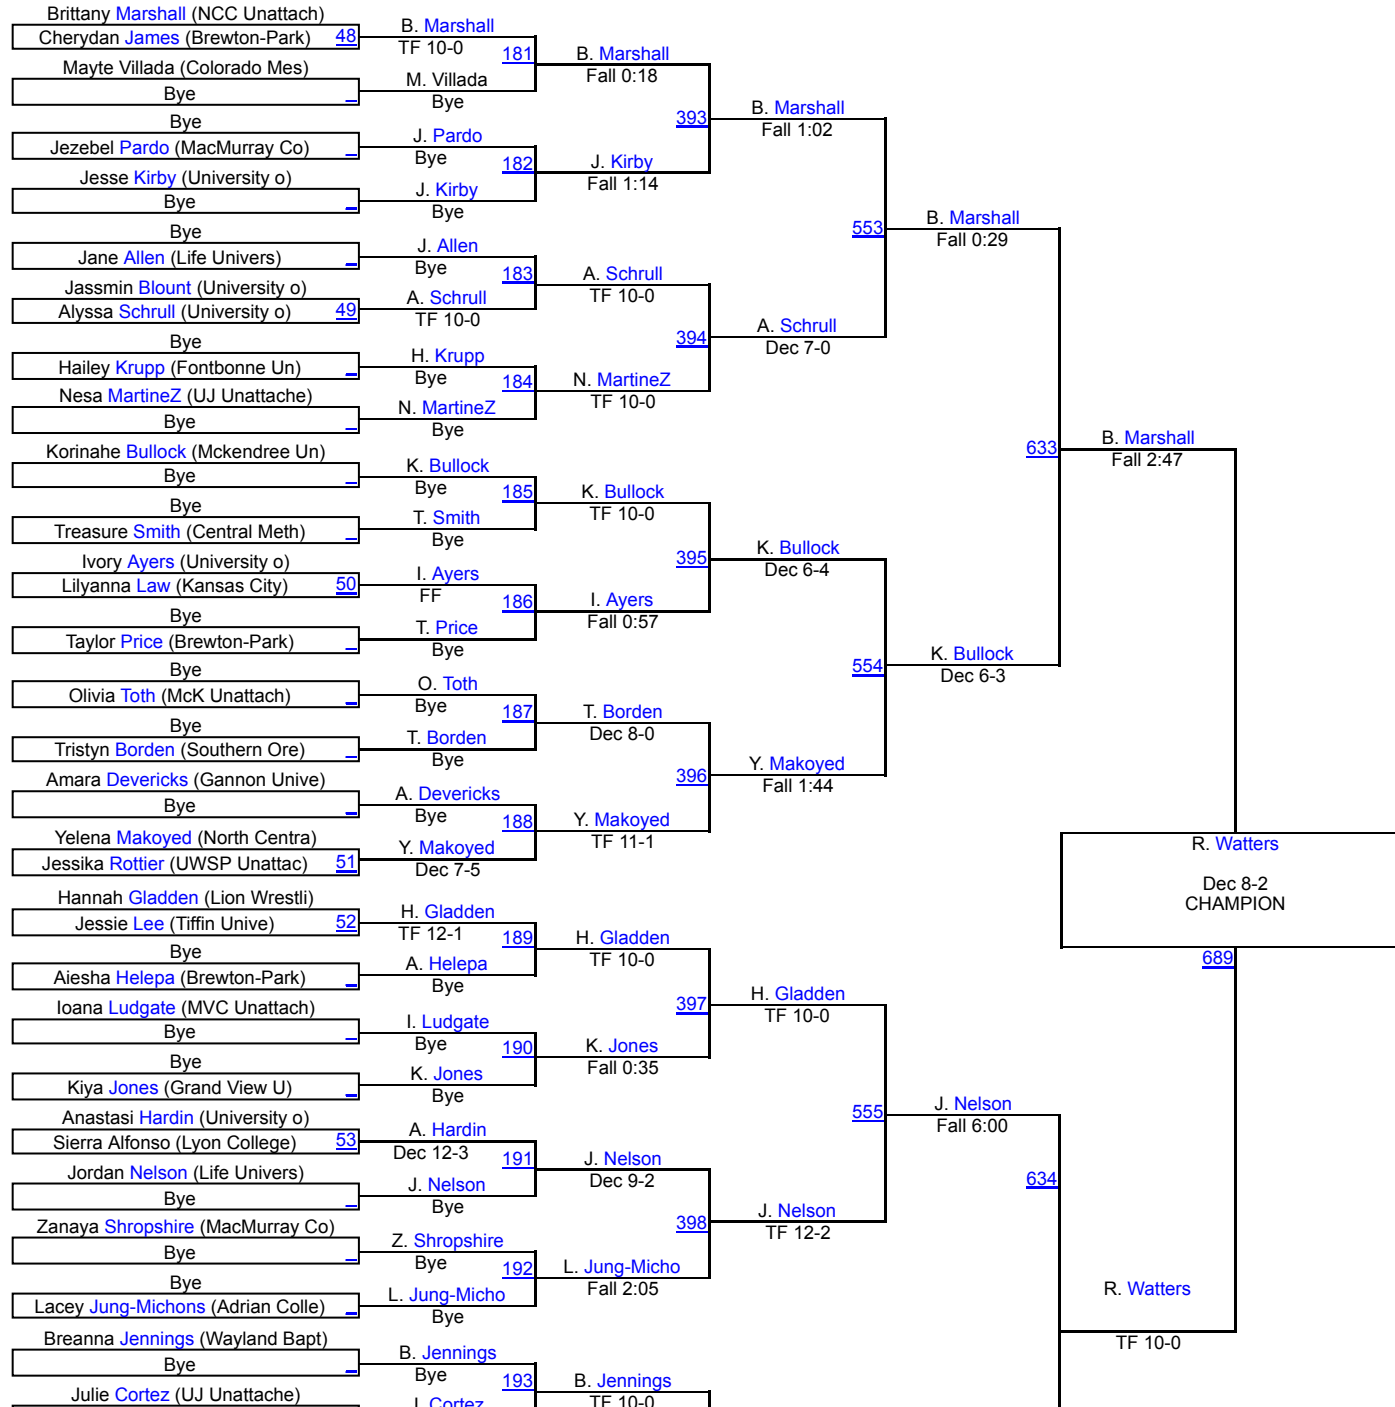 Brittany Marshall (NCC Unattach)
Cherydan James (Brewton-Park) 48
Mayte Villada (Colorado Mes)
Bye
Bye
Jezebel Pardo (MacMurray Co)
Jesse Kirby (University o)
Bye
Bye
Jane Allen (Life Univers)
Jassmin Blount (University o)
Alyssa Schrull (University o) 49
Bye
Hailey Krupp (Fontbonne Un)
Nesa MartineZ (UJ Unattache)
Bye
Korinahe Bullock (Mckendree Un)
Bye
Bye
Treasure Smith (Central Meth)
Ivory Ayers (University o)
Lilyanna Law (Kansas City) 50
Bye
Taylor Price (Brewton-Park)
Bye
Olivia Toth (McK Unattach)
Bye
Tristyn Borden (Southern Ore)
Amara Devericks (Gannon Unive)
Bye
Yelena Makoyed (North Centra)
Jessika Rottier (UWSP Unattac) 51
Hannah Gladden (Lion Wrestli)
Jessie Lee (Tiffin Unive) 52
Bye
Aiesha Helepa (Brewton-Park)
Ioana Ludgate (MVC Unattach)
Bye
Bye
Kiya Jones (Grand View U)
Anastasi Hardin (University o)
Sierra Alfonso (Lyon College) 53
Jordan Nelson (Life Univers)
Bye
Zanaya Shropshire (MacMurray Co)
Bye
Bye
Lacey Jung-Michons (Adrian Colle)
Breanna Jennings (Wayland Bapt)
Bye
Julie Cortez (UJ Unattache)
B. Marshall
TF 10-0
181
M. Villada
Bye
J. Pardo
Bye
182
J. Kirby
Bye
J. Allen
Bye
183
A. Schrull
TF 10-0
H. Krupp
Bye
184
N. MartineZ
Bye
K. Bullock
Bye
185
T. Smith
Bye
I. Ayers
FF
186
T. Price
Bye
O. Toth
Bye
187
T. Borden
Bye
A. Devericks
Bye
188
Y. Makoyed
Dec 7-5
H. Gladden
TF 12-1
189
A. Helepa
Bye
I. Ludgate
Bye
190
K. Jones
Bye
A. Hardin
Dec 12-3
191
J. Nelson
Bye
Z. Shropshire
Bye
192
L. Jung-Micho
Bye
B. Jennings
Bye
193
J. Cortez
B. Marshall
Fall 0:18
393
J. Kirby
Fall 1:14
A. Schrull
TF 10-0
394
N. MartineZ
TF 10-0
K. Bullock
TF 10-0
395
I. Ayers
Fall 0:57
T. Borden
Dec 8-0
396
Y. Makoyed
TF 11-1
H. Gladden
TF 10-0
397
K. Jones
Fall 0:35
J. Nelson
Dec 9-2
398
L. Jung-Micho
Fall 2:05
B. Jennings
TF 10-0
B. Marshall
Fall 1:02
553
A. Schrull
Dec 7-0
K. Bullock
Dec 6-4
554
Y. Makoyed
Fall 1:44
H. Gladden
TF 10-0
555
J. Nelson
TF 12-2
B. Marshall
Fall 0:29
633
K. Bullock
Dec 6-3
J. Nelson
Fall 6:00
634
B. Marshall
Fall 2:47
R. Watters
Dec 8-2
CHAMPION
689
R. Watters
TF 10-0